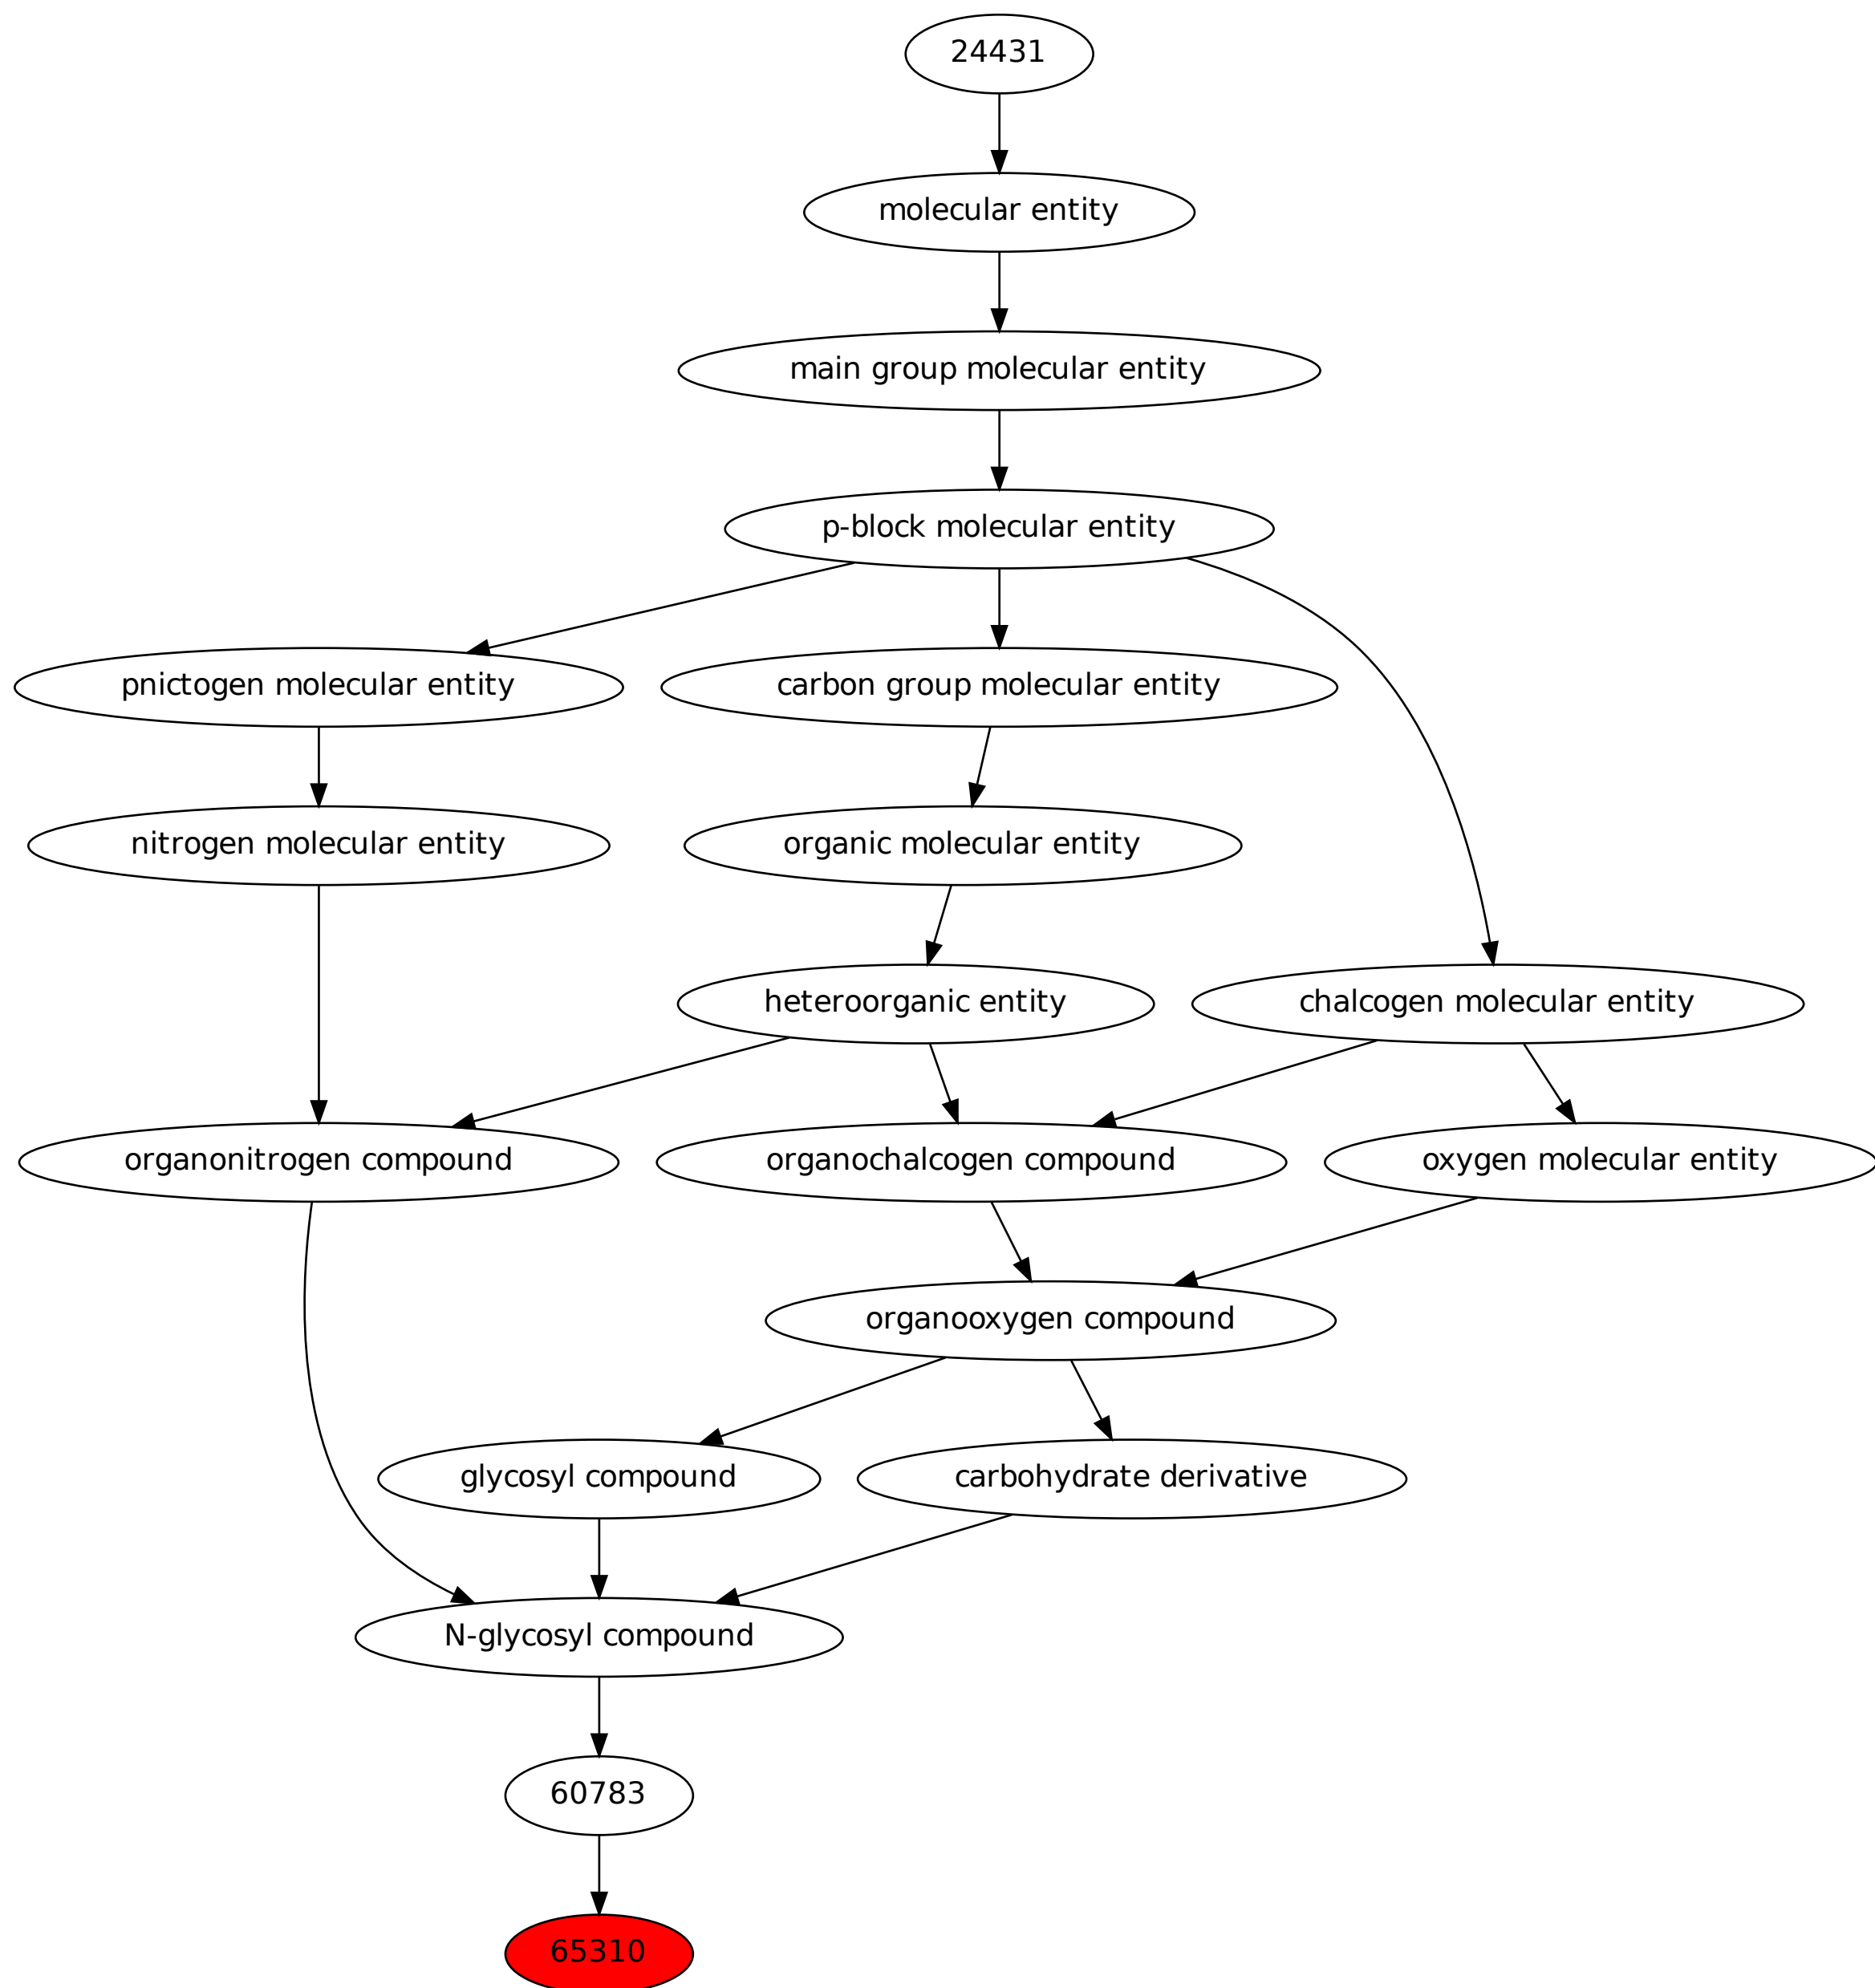 24431
molecular entity
main group molecular entity
p-block molecular entity
pnictogen molecular entity
carbon group molecular entity
nitrogen molecular entity
organic molecular entity
heteroorganic entity
chalcogen molecular entity
organonitrogen compound
organochalcogen compound
oxygen molecular entity
organooxygen compound
glycosyl compound
carbohydrate derivative
N-glycosyl compound
60783
65310